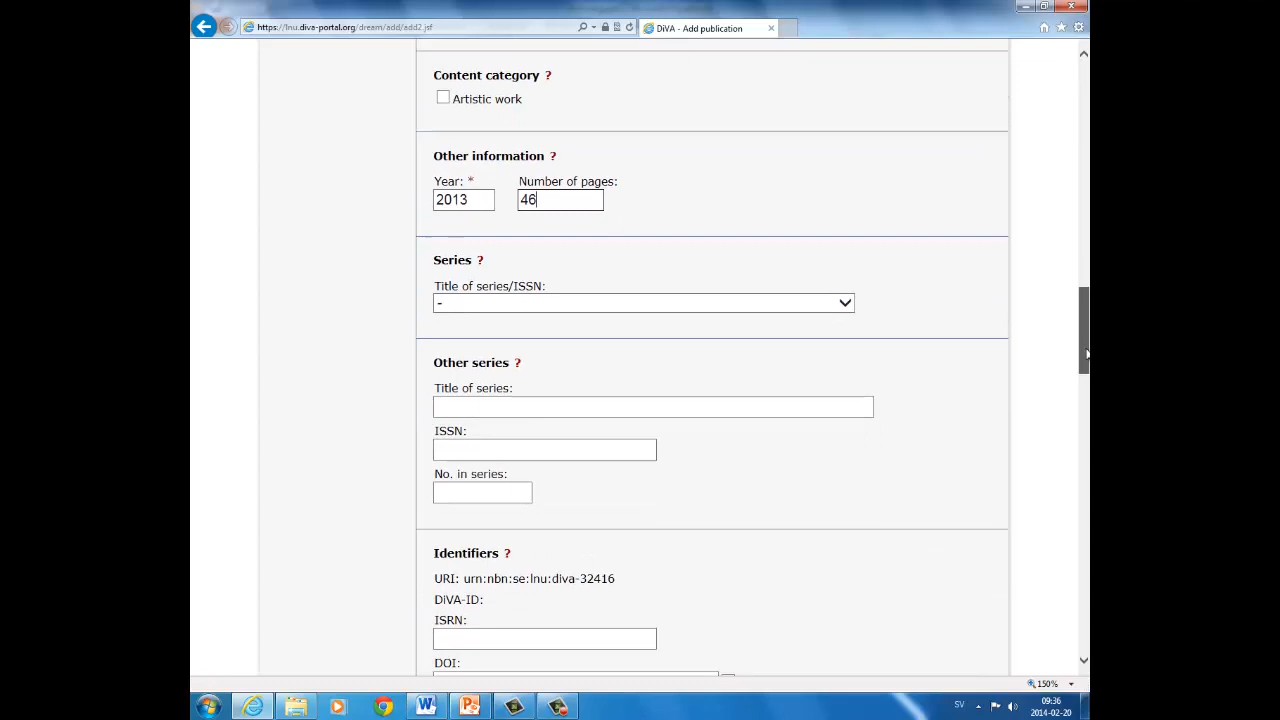 https://lnu.diva-portal.org/dream/add/add2.jsf
DiVA - Add publication
Content category ?
Artistic work
Other information ?
Year: * Number of pages:
2013 46
Series ?
Title of series/ISSN:
-
Other series ?
Title of series:
ISSN:
No. in series:
Identifiers ?
URI: urn:nbn:se:lnu:diva-32416
DiVA-ID:
ISRN:
DOI:
150%
SV 09:36
2014-02-20